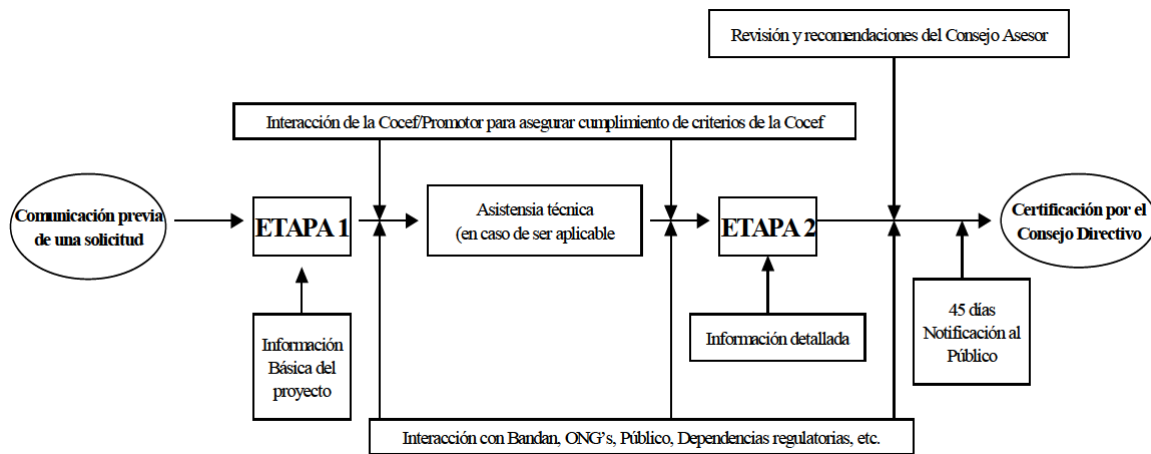 Revisión y recomendaciones del Consejo Asesor
Interacción de la Cocef/Promotor para asegurar cumplimiento de criterios de la Cocef
Comunicación previa
de una solicitud
ETAPA 1
Asistensia técnica
(en caso de ser aplicable
ETAPA 2
Certificación por el
Consejo Directivo
Información
Básica del
proyecto
Información detallada
45 días
Notificación al
Público
Interacción con Bandan, ONG's, Público, Dependencias regulatorias, etc.